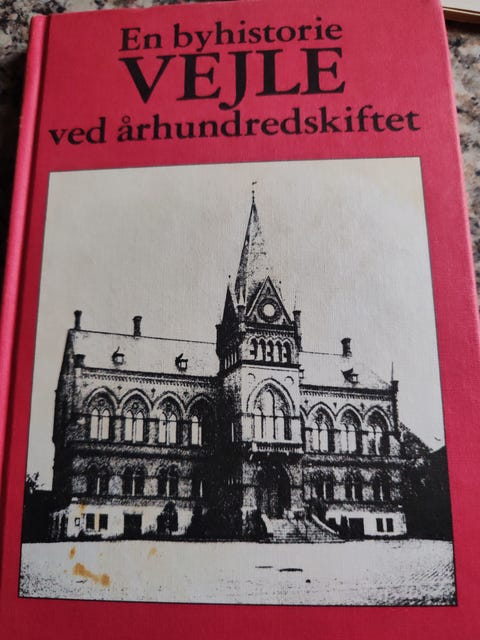 En byhistorie
VEJLE
ved århundredskiftet